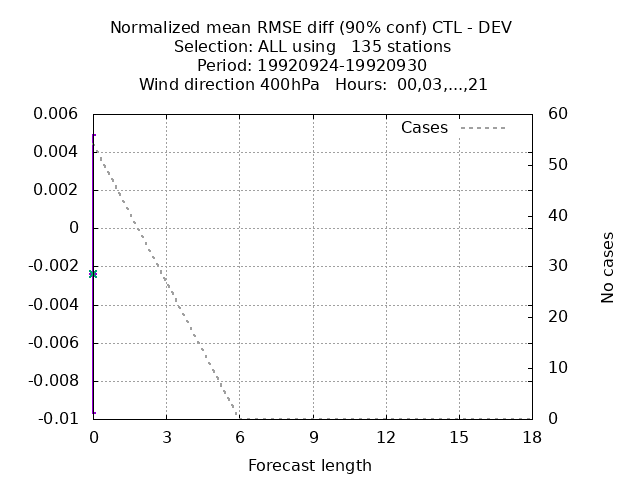 Normalized mean RMSE diff (90% conf) CTL - DEV
Selection: ALL using   135 stations
Period: 19920924-19920930
Wind direction 400hPa   Hours:  00,03,...,21
Cases
0.006
0.004
0.002
0
-0.002
-0.004
-0.006
-0.008
-0.01
60
50
40
30
20
10
0
No cases
0 3 6 9 12 15 18
Forecast length